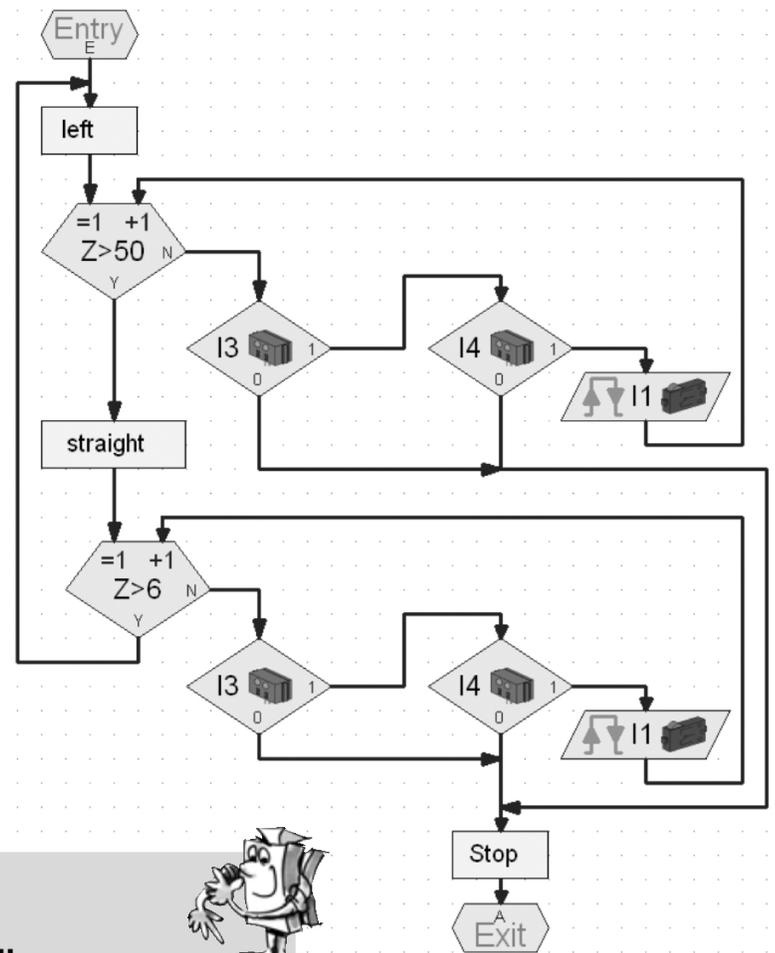 Entry
E
left
=1 +1
Z>50 N
Y
I3 1
0
I4 1
0
I1
straight
=1 +1
Z>6 N
Y
I3 1
0
I4 1
0
I1
Stop
A
Exit